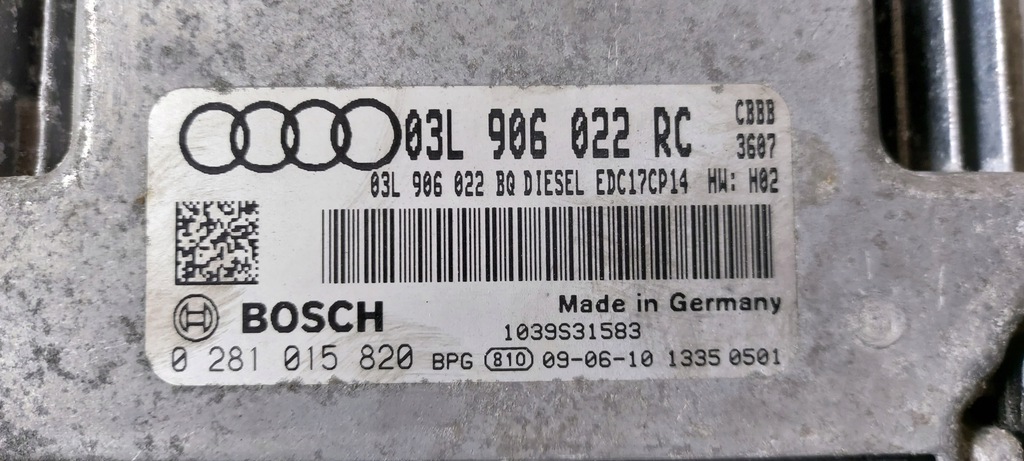 03L 906 022 RC CBBB
3607
03L 906 022 BQ DIESEL EDC17CP14 HW: H02
BOSCH
Made in Germany
1039S31583
0 281 015 820 BPG 810 09-06-10 1335 0501